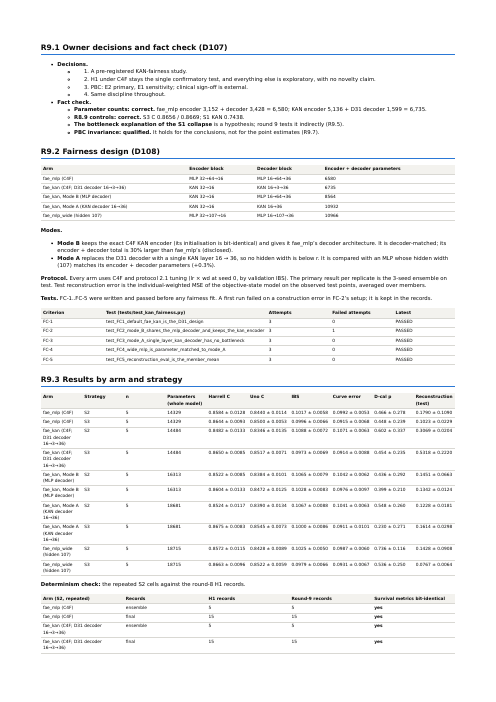 R9.1 Owner decisions and fact check (D107)
• Decisions.
1. A pre-registered KAN-fairness study.
2. H1 under C4F stays the single confirmatory test, and everything else is exploratory, with no novelty claim.
3. PBC: E2 primary, E1 sensitivity; clinical sign-off is external.
4. Same discipline throughout.
• Fact check.
Parameter counts: correct. fae_mlp encoder 3,152 + decoder 3,428 = 6,580; KAN encoder 5,136 + D31 decoder 1,599 = 6,735.
R8.9 controls: correct. S3 C 0.8656 / 0.8669; S1 KAN 0.7438.
The bottleneck explanation of the S1 collapse is a hypothesis; round 9 tests it indirectly (R9.5).
PBC invariance: qualified. It holds for the conclusions, not for the point estimates (R9.7).
R9.2 Fairness design (D108)
Arm Encoder block Decoder block Encoder + decoder parameters
fae_mlp (C4F) MLP 32→64→16 MLP 16→64→36 6580
fae_kan (C4F; D31 decoder 16→3→36) KAN 32→16 KAN 16→3→36 6735
fae_kan, Mode B (MLP decoder) KAN 32→16 MLP 16→64→36 8564
fae_kan, Mode A (KAN decoder 16→36) KAN 32→16 KAN 16→36 10932
fae_mlp_wide (hidden 107) MLP 32→107→16 MLP 16→107→36 10966
Modes.
• Mode B keeps the exact C4F KAN encoder (its initialisation is bit-identical) and gives it fae_mlp's decoder architecture. It is decoder-matched; its encoder + decoder total is 30% larger than fae_mlp's (disclosed).
• Mode A replaces the D31 decoder with a single KAN layer 16 → 36, so no hidden width is below r. It is compared with an MLP whose hidden width (107) matches its encoder + decoder parameters (+0.3%).
Protocol. Every arm uses C4F and protocol 2.1 tuning (lr × wd at seed 0, by validation IBS). The primary result per replicate is the 3-seed ensemble on test. Test reconstruction error is the individual-weighted MSE of the objective-state model on the observed test points, averaged over members.
Tests. FC-1..FC-5 were written and passed before any fairness fit. A first run failed on a construction error in FC-2's setup; it is kept in the records.
Criterion Test (tests/test_kan_fairness.py) Attempts Failed attempts Latest
FC-1 test_FC1_default_fae_kan_is_the_D31_design 3 0 PASSED
FC-2 test_FC2_mode_B_shares_the_mlp_decoder_and_keeps_the_kan_encoder 3 1 PASSED
FC-3 test_FC3_mode_A_single_layer_kan_decoder_has_no_bottleneck 3 0 PASSED
FC-4 test_FC4_wide_mlp_is_parameter_matched_to_mode_A 3 0 PASSED
FC-5 test_FC5_reconstruction_eval_is_the_member_mean 3 0 PASSED
R9.3 Results by arm and strategy
Arm Strategy n Parameters (whole model) Harrell C Uno C IBS Curve error D-cal p Reconstruction (test)
fae_mlp (C4F) S2 5 14329 0.8584 ± 0.0128 0.8440 ± 0.0114 0.1017 ± 0.0058 0.0992 ± 0.0053 0.466 ± 0.278 0.1790 ± 0.1090
fae_mlp (C4F) S3 5 14329 0.8644 ± 0.0093 0.8500 ± 0.0053 0.0996 ± 0.0066 0.0915 ± 0.0068 0.448 ± 0.239 0.1023 ± 0.0229
fae_kan (C4F; D31 decoder 16→3→36) S2 5 14484 0.8482 ± 0.0133 0.8346 ± 0.0135 0.1088 ± 0.0072 0.1071 ± 0.0063 0.602 ± 0.337 0.3069 ± 0.0204
fae_kan (C4F; D31 decoder 16→3→36) S3 5 14484 0.8650 ± 0.0085 0.8517 ± 0.0071 0.0973 ± 0.0069 0.0914 ± 0.0088 0.454 ± 0.235 0.5318 ± 0.2220
fae_kan, Mode B (MLP decoder) S2 5 16313 0.8522 ± 0.0085 0.8384 ± 0.0101 0.1065 ± 0.0079 0.1042 ± 0.0062 0.436 ± 0.292 0.1451 ± 0.0663
fae_kan, Mode B (MLP decoder) S3 5 16313 0.8604 ± 0.0133 0.8472 ± 0.0125 0.1028 ± 0.0083 0.0976 ± 0.0097 0.399 ± 0.210 0.1342 ± 0.0124
fae_kan, Mode A (KAN decoder 16→36) S2 5 18681 0.8524 ± 0.0117 0.8390 ± 0.0134 0.1067 ± 0.0088 0.1041 ± 0.0063 0.548 ± 0.260 0.1228 ± 0.0181
fae_kan, Mode A (KAN decoder 16→36) S3 5 18681 0.8675 ± 0.0083 0.8545 ± 0.0073 0.1000 ± 0.0086 0.0911 ± 0.0101 0.230 ± 0.271 0.1614 ± 0.0298
fae_mlp_wide (hidden 107) S2 5 18715 0.8572 ± 0.0115 0.8428 ± 0.0089 0.1025 ± 0.0050 0.0987 ± 0.0060 0.736 ± 0.116 0.1428 ± 0.0908
fae_mlp_wide (hidden 107) S3 5 18715 0.8663 ± 0.0096 0.8522 ± 0.0059 0.0979 ± 0.0066 0.0931 ± 0.0067 0.536 ± 0.250 0.0767 ± 0.0064
Determinism check: the repeated S2 cells against the round-8 H1 records.
Arm (S2, repeated) Records H1 records Round-9 records Survival metrics bit-identical
fae_mlp (C4F) ensemble 5 5 yes
fae_mlp (C4F) final 15 15 yes
fae_kan (C4F; D31 decoder 16→3→36) ensemble 5 5 yes
fae_kan (C4F; D31 decoder 16→3→36) final 15 15 yes